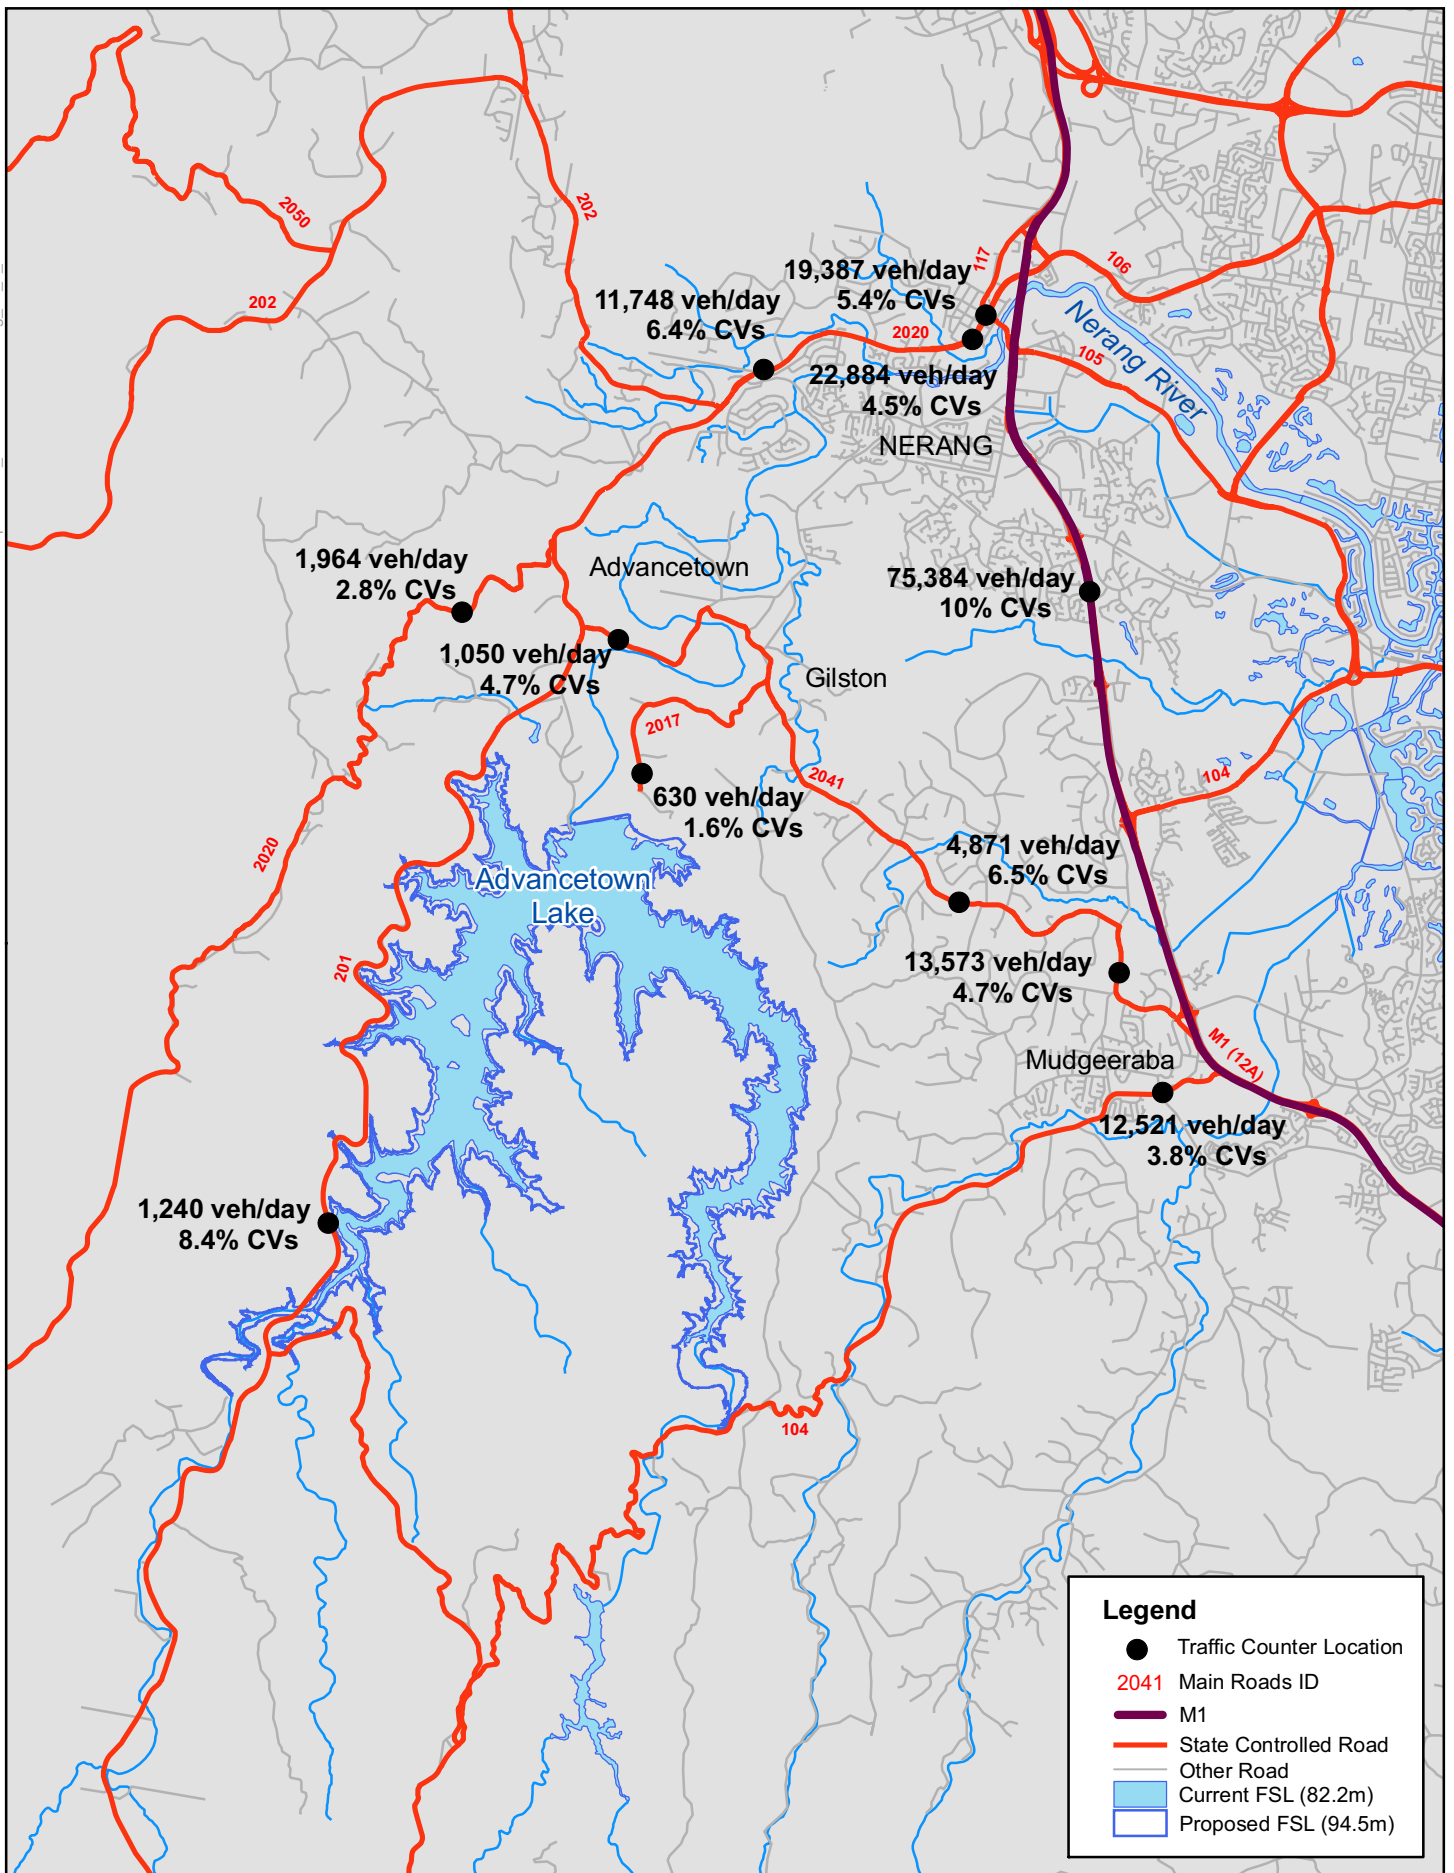 2050
202
202
117
106
19,387 veh/day
5.4% CVs
11,748 veh/day
6.4% CVs
2020
105
Nerang River
22,884 veh/day
4.5% CVs
NERANG
1,964 veh/day
2.8% CVs
Advancetown
75,384 veh/day
10% CVs
1,050 veh/day
4.7% CVs
Gilston
2017
2041
104
630 veh/day
1.6% CVs
2020
4,871 veh/day
6.5% CVs
Advancetown
Lake
201
13,573 veh/day
4.7% CVs
M1 (12A)
Mudgeeraba
12,521 veh/day
3.8% CVs
1,240 veh/day
8.4% CVs
104
Legend
Traffic Counter Location
2041 Main Roads ID
M1
State Controlled Road
Other Road
Current FSL (82.2m)
Proposed FSL (94.5m)